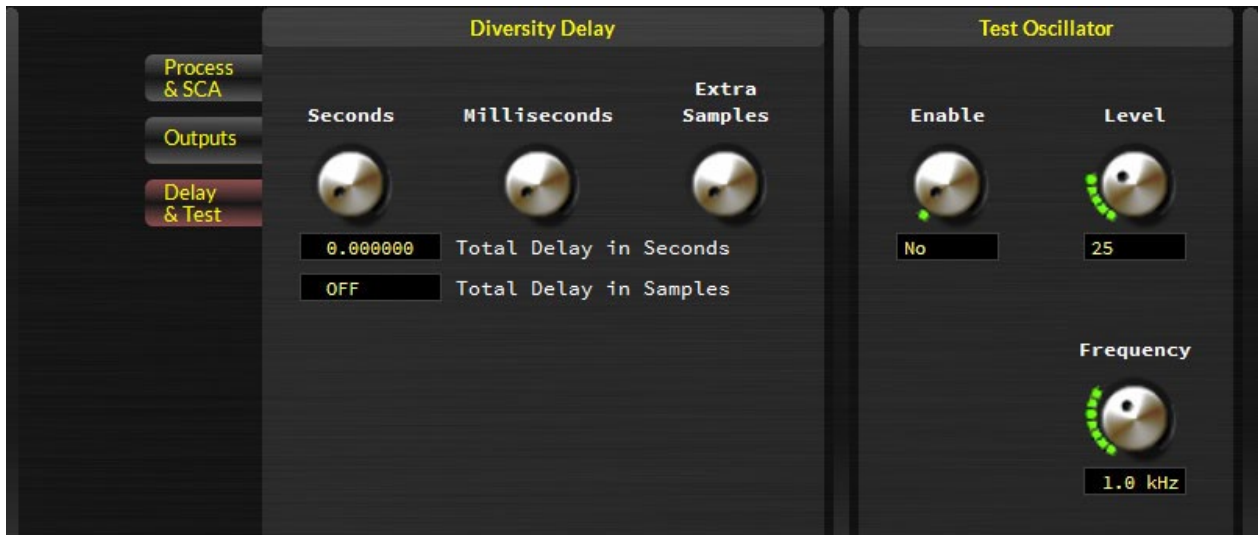 Process
& SCA
Outputs
Delay
& Test
Diversity Delay
Seconds
Milliseconds
Extra
Samples
0.000000
Total Delay in Seconds
OFF
Total Delay in Samples
Test Oscillator
Enable
No
Level
25
Frequency
1.0 kHz